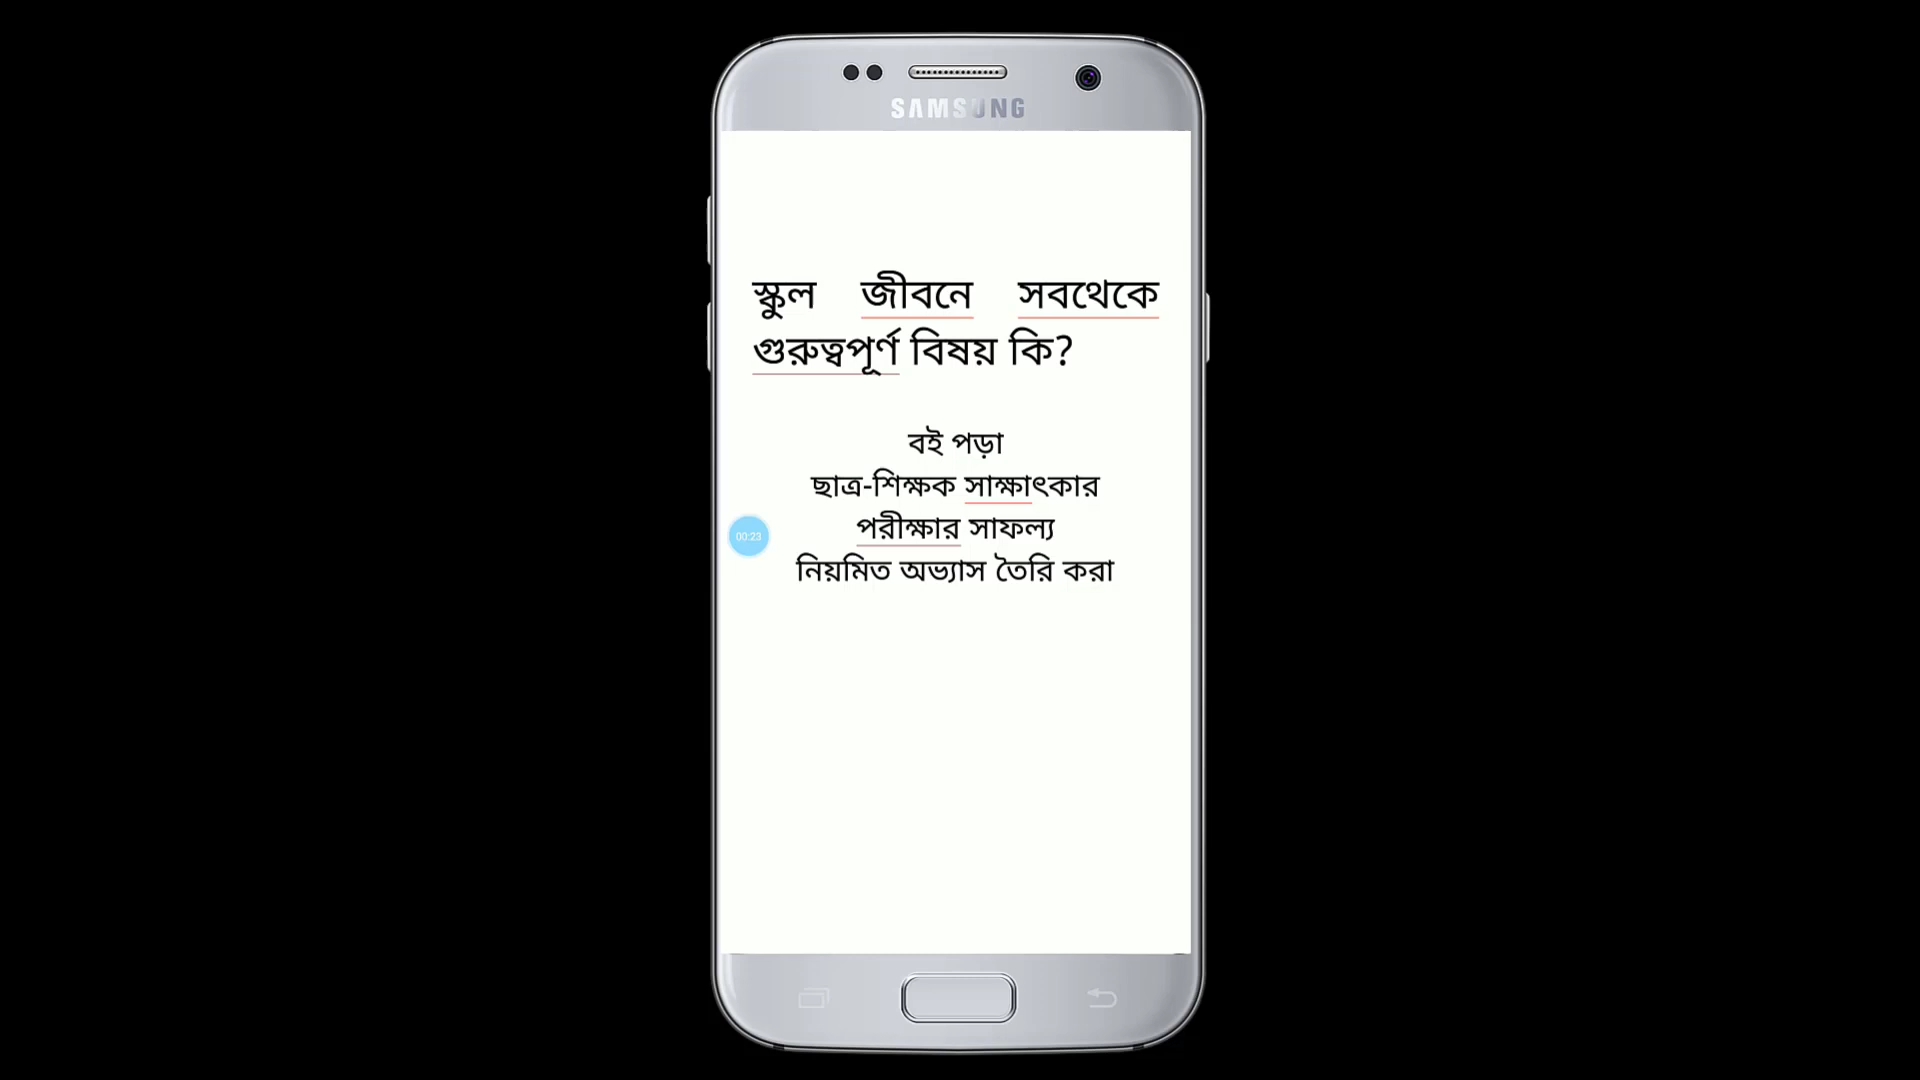 SAMSUNG
স্কুল জীবনে সবথেকে
গুরুত্বপূর্ণ বিষয় কি?
বই পড়া
ছাত্র-শিক্ষক সাক্ষাৎকার
পরীক্ষার সাফল্য
00:23
নিয়মিত অভ্যাস তৈরি করা